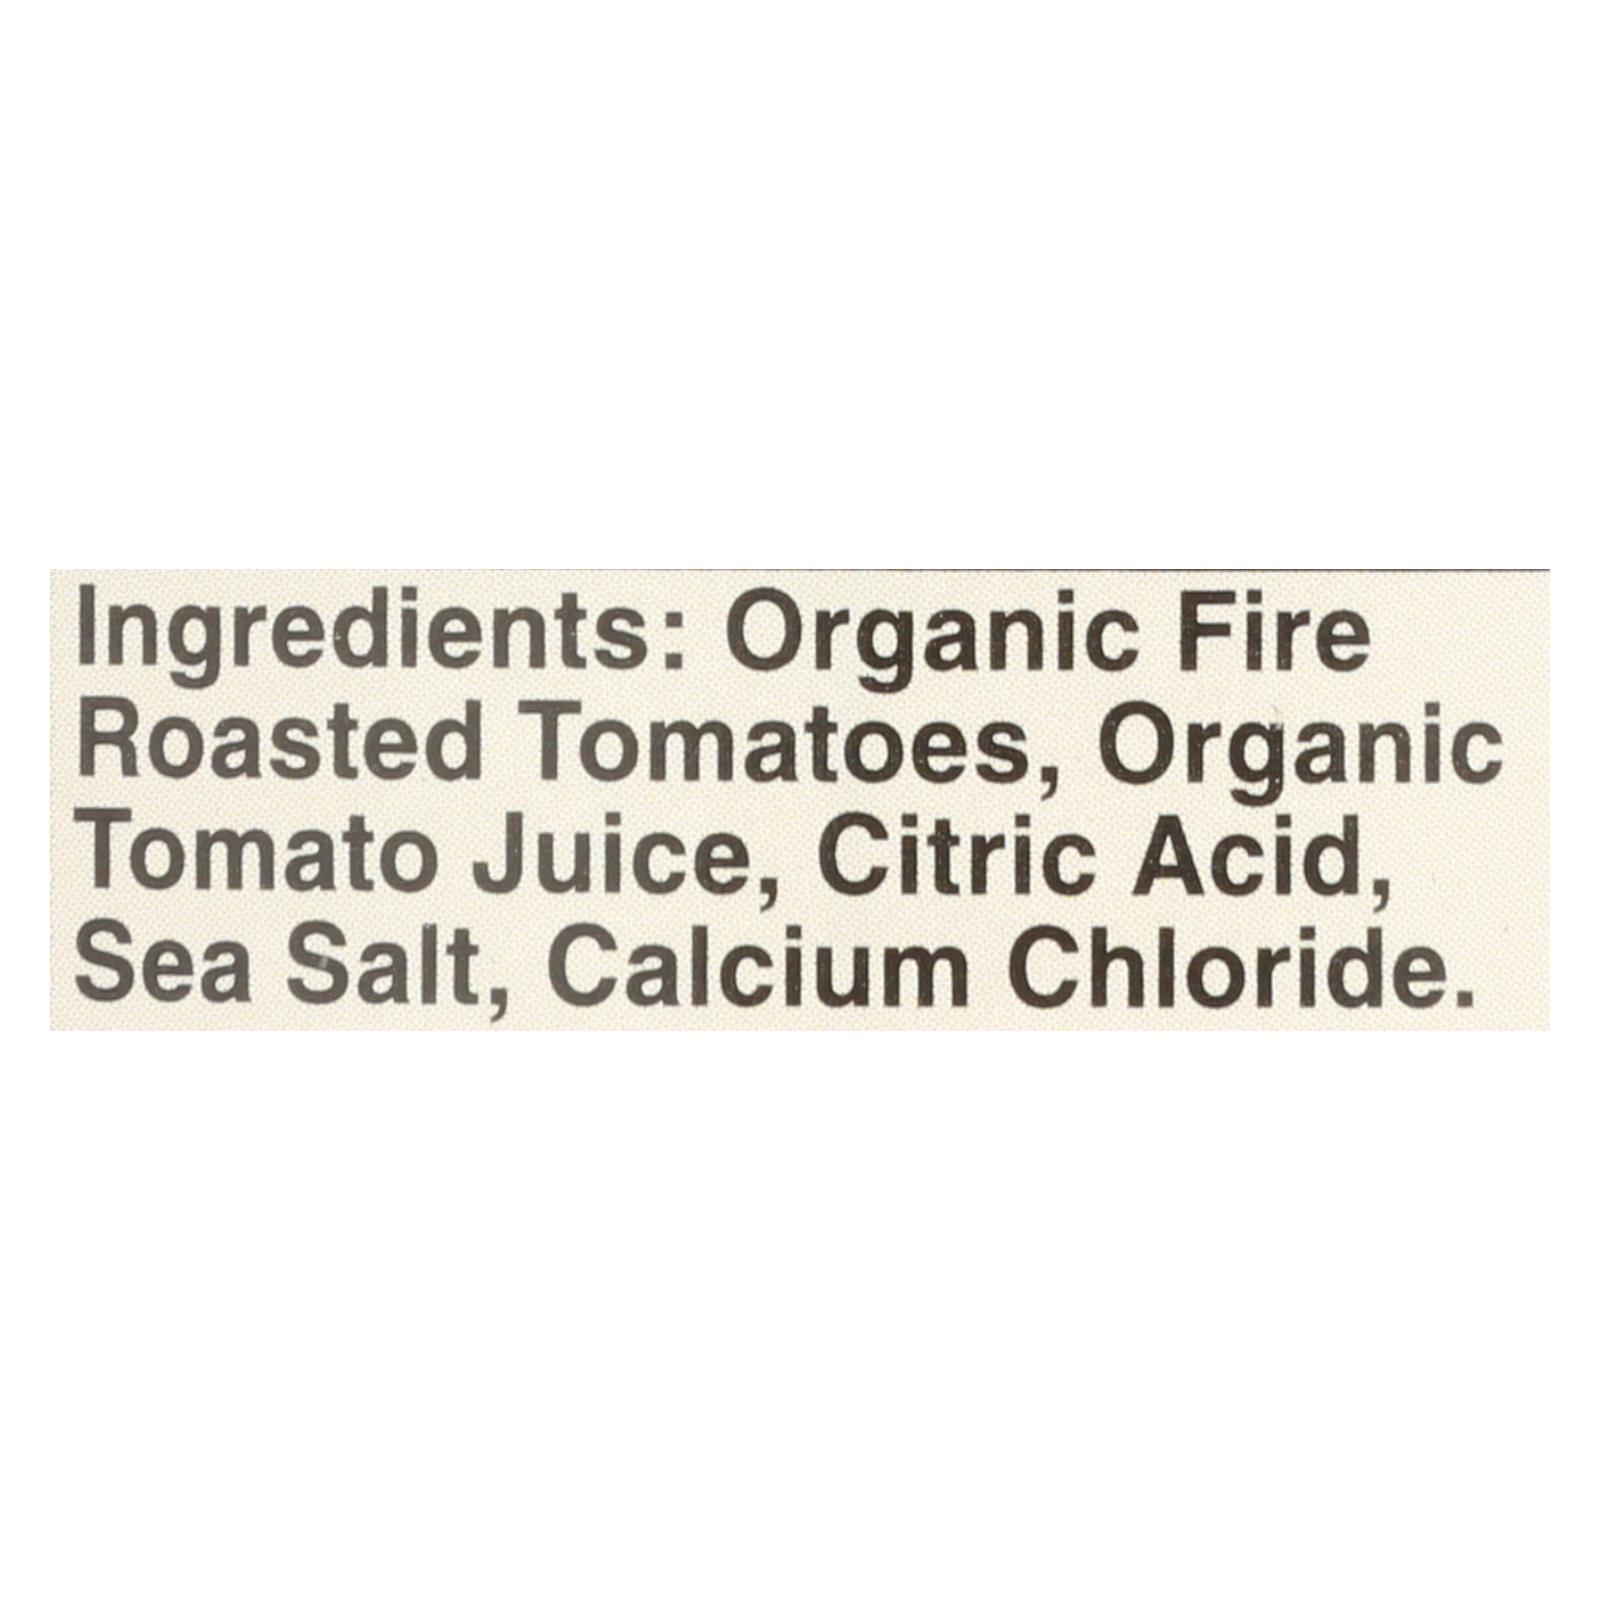 Ingredients: Organic Fire
Roasted Tomatoes, Organic
Tomato Juice, Citric Acid,
Sea Salt, Calcium Chloride.